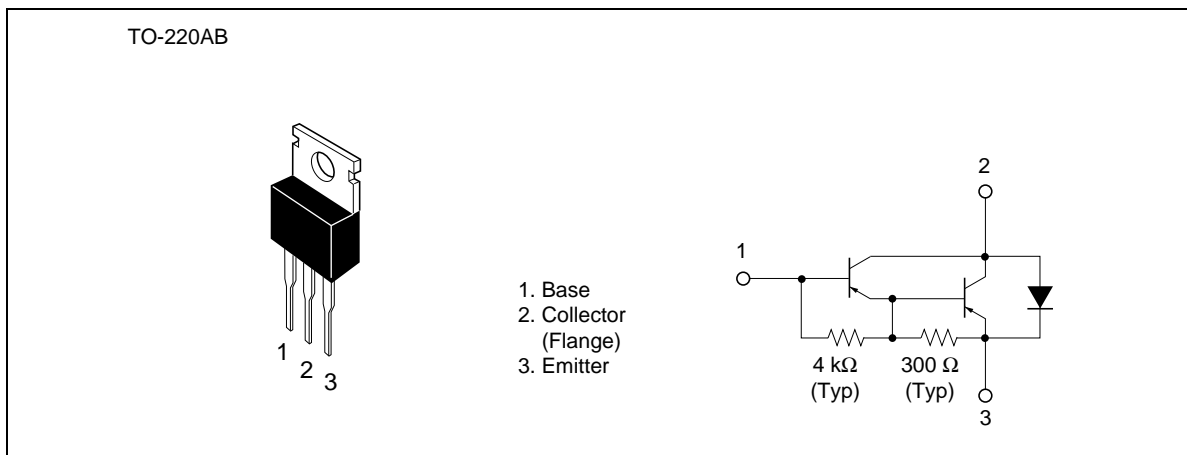 TO-220AB
1
2
3
1. Base
2. Collector
(Flange)
3. Emitter
2
1
4 kΩ
(Typ)
300 Ω
(Typ)
3